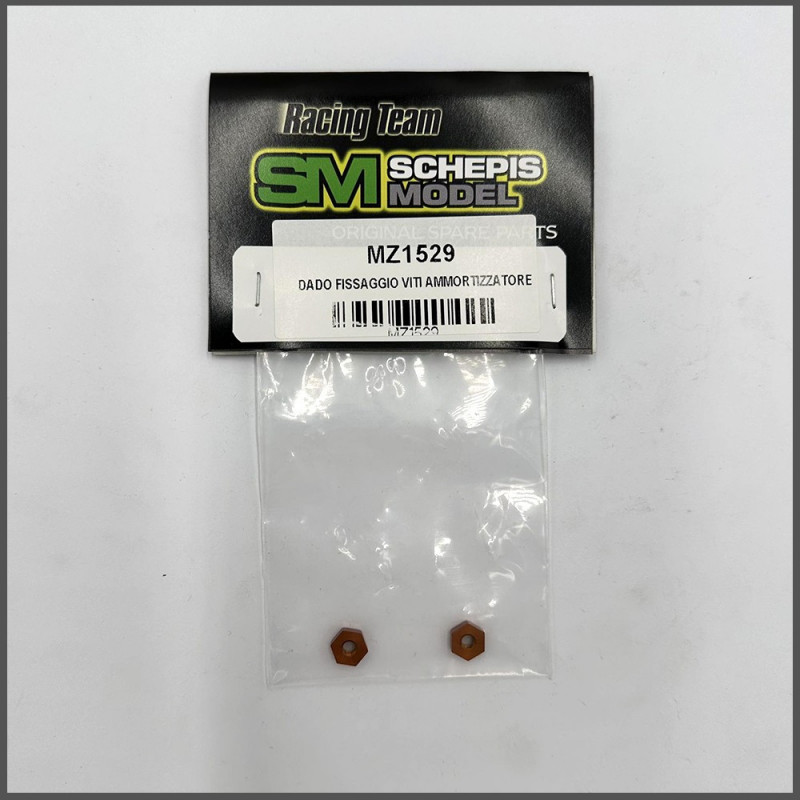 Racing Team
SM SCHEPIS
MODEL
ORIGINAL SPARE PARTS
MZ1529
DADO FISSAGGIO VITI AMMORTIZZATORE
MZ1529